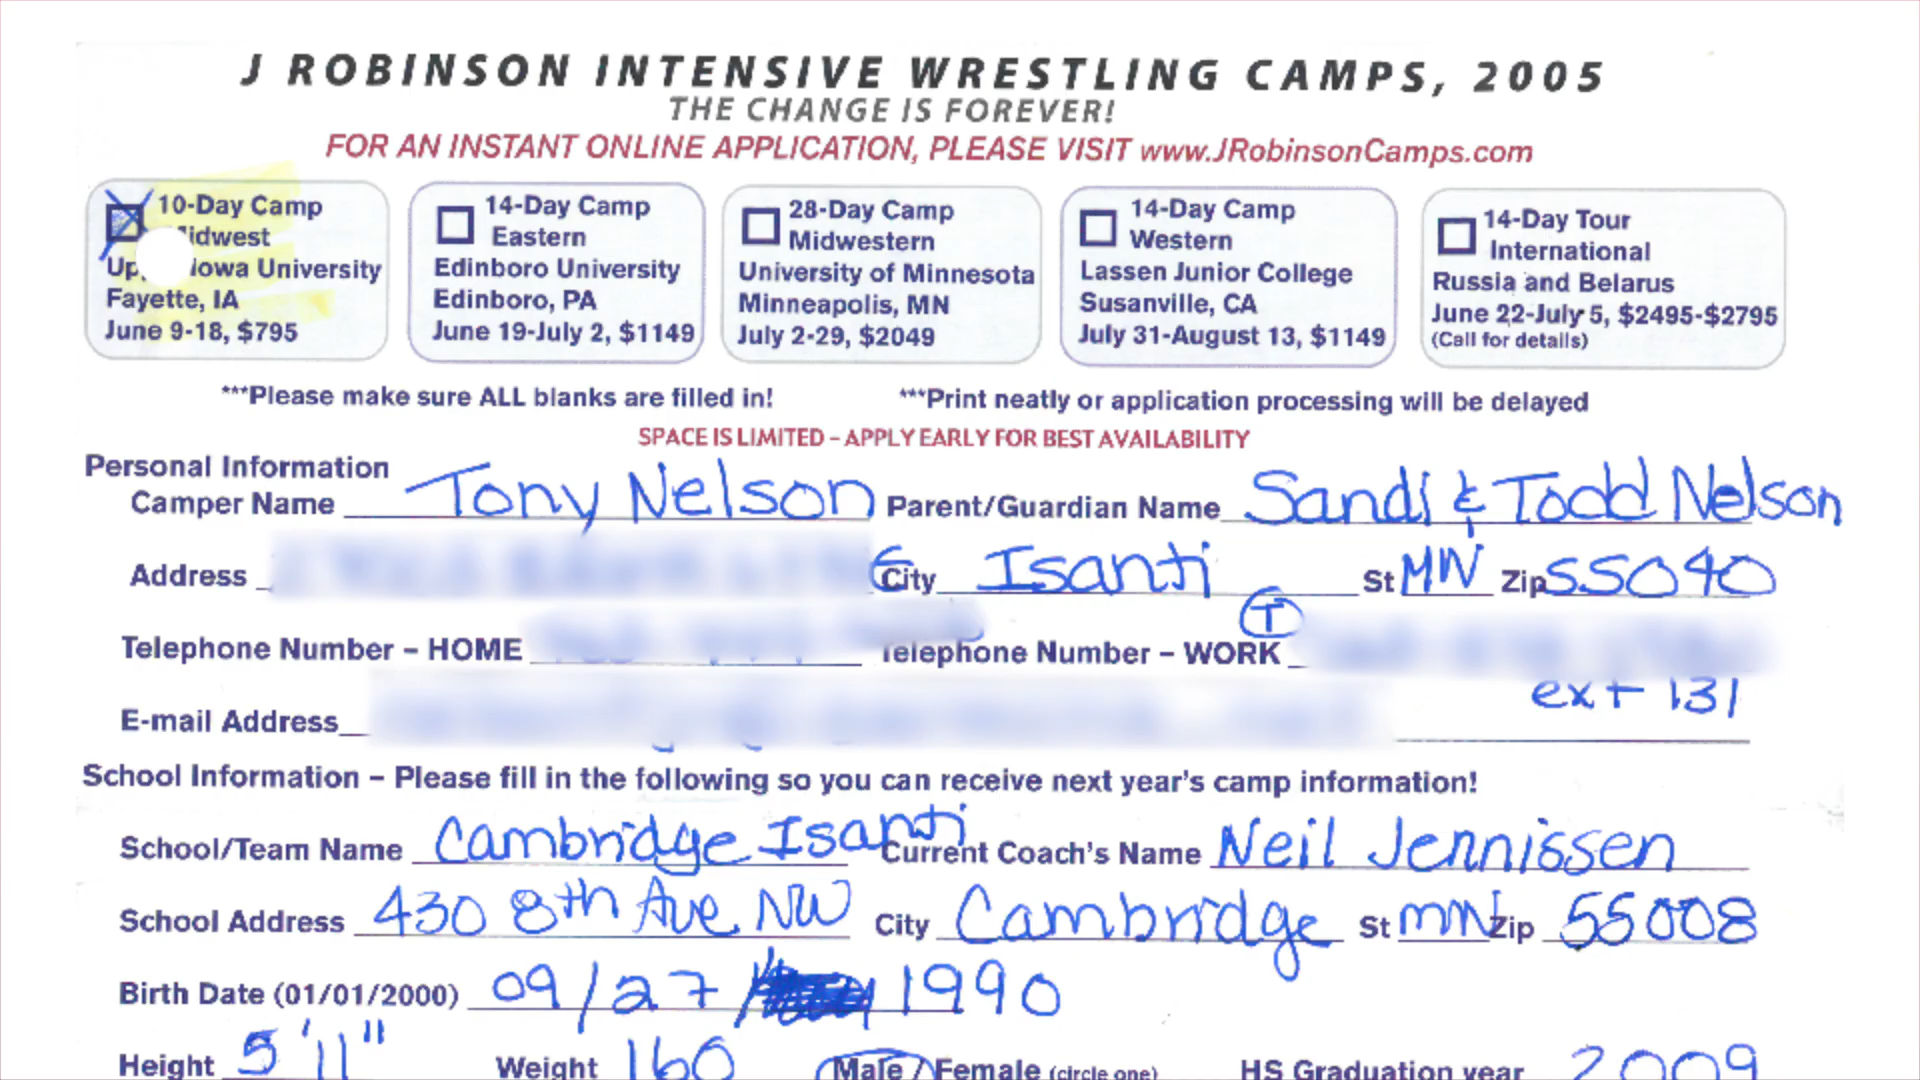 J ROBINSON INTENSIVE WRESTLING CAMPS, 2005
THE CHANGE IS FOREVER!
FOR AN INSTANT ONLINE APPLICATION, PLEASE VISIT www.JRobinsonCamps.com
10-Day Camp
idwest
Up Iowa University
Fayette, IA
June 9-18, $795
14-Day Camp
Eastern
Edinboro University
Edinboro, PA
June 19-July 2, $1149
28-Day Camp
Midwestern
University of Minnesota
Minneapolis, MN
July 2-29, $2049
14-Day Camp
Western
Lassen Junior College
Susanville, CA
July 31-August 13, $1149
14-Day Tour
International
Russia and Belarus
June 22-July 5, $2495-$2795
(Call for details)
***Please make sure ALL blanks are filled in! ***Print neatly or application processing will be delayed
SPACE IS LIMITED – APPLY EARLY FOR BEST AVAILABILITY
Personal Information
Camper Name Tony Nelson Parent/Guardian Name Sandi & Todd Nelson
Address City Isanti St MN Zip 55040
Telephone Number – HOME Telephone Number – WORK T
ext 131
E-mail Address
School Information – Please fill in the following so you can receive next year's camp information!
School/Team Name Cambridge Isanti Current Coach's Name Neil Jennissen
School Address 430 8th Ave NW City Cambridge St MN Zip 55008
Birth Date (01/01/2000) 09/27/1990
Height 5'11" Weight 160 Male / Female (circle one) HS Graduation year 2009